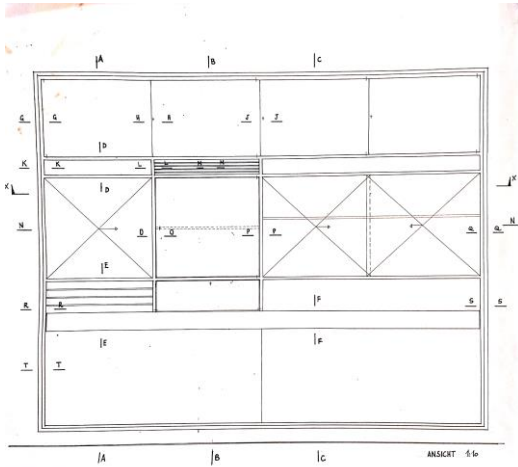 A B C
G G H H J J
D
K K L L M M
X D X
N O O P P Q Q N
E
R R F S S
E F
T T
A B C
ANSICHT 1:10